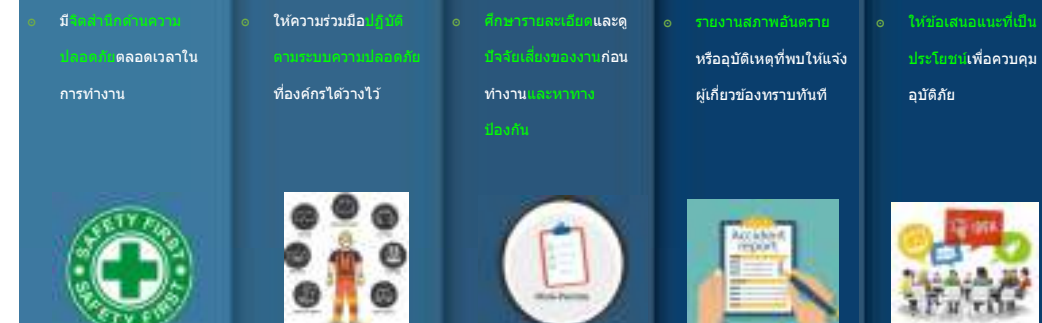 มีจิตสำนึกด้านความ
ปลอดภัยตลอดเวลาใน
การทำงาน
ให้ความร่วมมือปฏิบัติ
ตามระบบความปลอดภัย
ที่องค์กรได้วางไว้
ศึกษารายละเอียดและดู
ปัจจัยเสี่ยงของงานก่อน
ทำงานและหาทาง
ป้องกัน
รายงานสภาพอันตราย
หรืออุบัติเหตุที่พบให้แจ้ง
ผู้เกี่ยวข้องทราบทันที
ให้ข้อเสนอแนะที่เป็น
ประโยชน์เพื่อควบคุม
อุบัติภัย
SAFETY FIRST
SAFETY FIRST
Work Permit
Accident
report